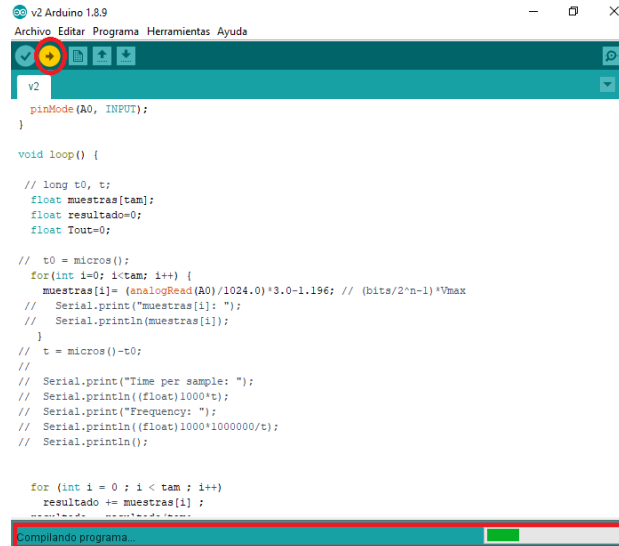 v2 Arduino 1.8.9
Archivo Editar Programa Herramientas Ayuda
v2
pinMode(A0, INPUT);
}
void loop() {
// long t0, t;
float muestras[tam];
float resultado=0;
float Tout=0;
// t0 = micros();
for(int i=0; i<tam; i++) {
muestras[i]= (analogRead(A0)/1024.0)*3.0-1.196; // (bits/2^n-1)*Vmax
// Serial.print("muestras[i]: ");
// Serial.println(muestras[i]);
}
// t = micros()-t0;
//
// Serial.print("Time per sample: ");
// Serial.println((float)1000*t);
// Serial.print("Frequency: ");
// Serial.println((float)1000*1000000/t);
// Serial.println();
for (int i = 0 ; i < tam ; i++)
resultado += muestras[i] ;
Compilando programa...